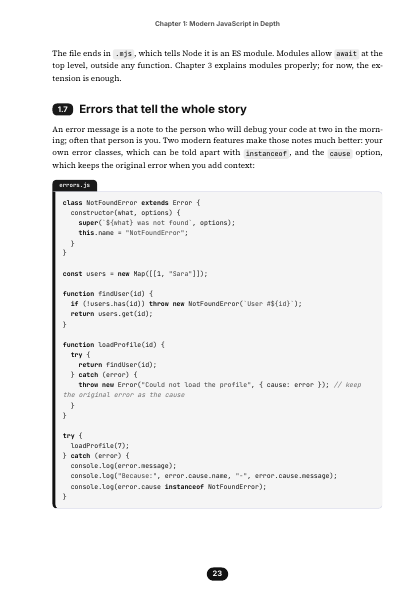 Chapter 1: Modern JavaScript in Depth
The file ends in .mjs, which tells Node it is an ES module. Modules allow await at the
top level, outside any function. Chapter 3 explains modules properly; for now, the ex-
tension is enough.
1.7 Errors that tell the whole story
An error message is a note to the person who will debug your code at two in the morn-
ing; often that person is you. Two modern features make those notes much better: your
own error classes, which can be told apart with instanceof, and the cause option,
which keeps the original error when you add context:
errors.js
class NotFoundError extends Error {
  constructor(what, options) {
    super(`${what} was not found`, options);
    this.name = "NotFoundError";
  }
}
const users = new Map([[1, "Sara"]]);
function findUser(id) {
  if (!users.has(id)) throw new NotFoundError(`User #${id}`);
  return users.get(id);
}
function loadProfile(id) {
  try {
    return findUser(id);
  } catch (error) {
    throw new Error("Could not load the profile", { cause: error }); // keep
the original error as the cause
  }
}
try {
  loadProfile(7);
} catch (error) {
  console.log(error.message);
  console.log("Because:", error.cause.name, "-", error.cause.message);
  console.log(error.cause instanceof NotFoundError);
}
23